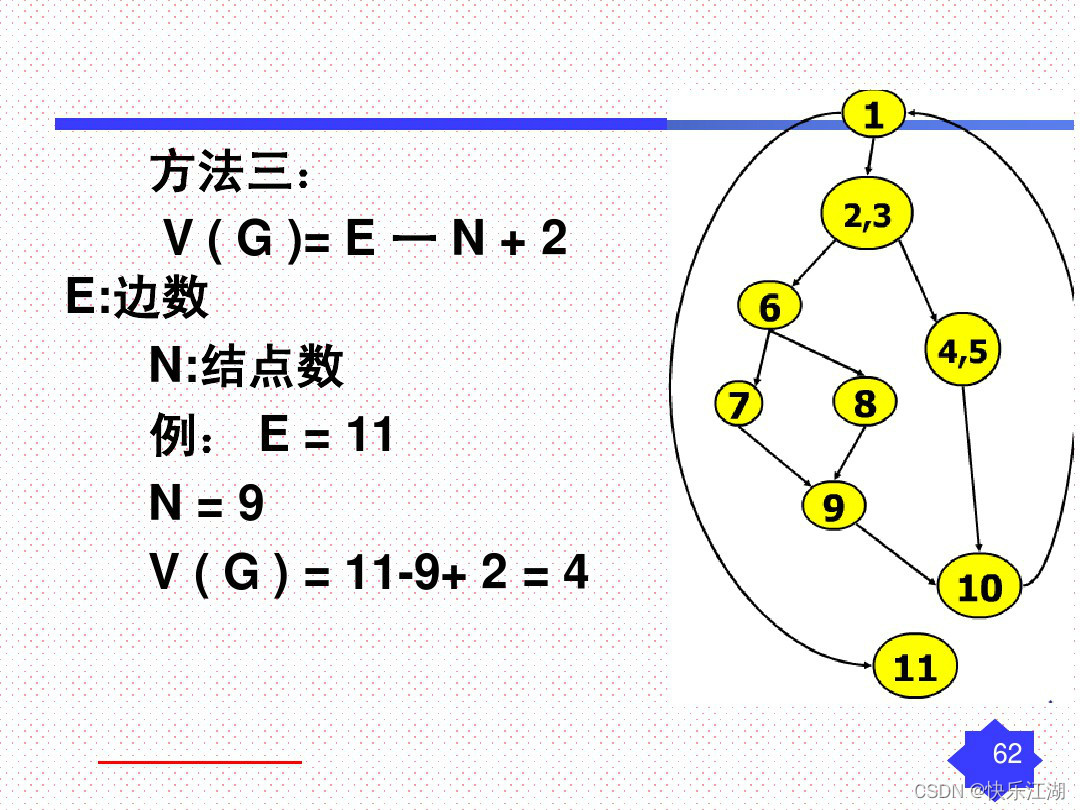 方法三：
V ( G )= E 一 N + 2
E:边数
N:结点数
例： E = 11
N = 9
V ( G ) = 11-9+ 2 = 4
1
2,3
6
4,5
7
8
9
10
11
62
CSDN @快乐江湖